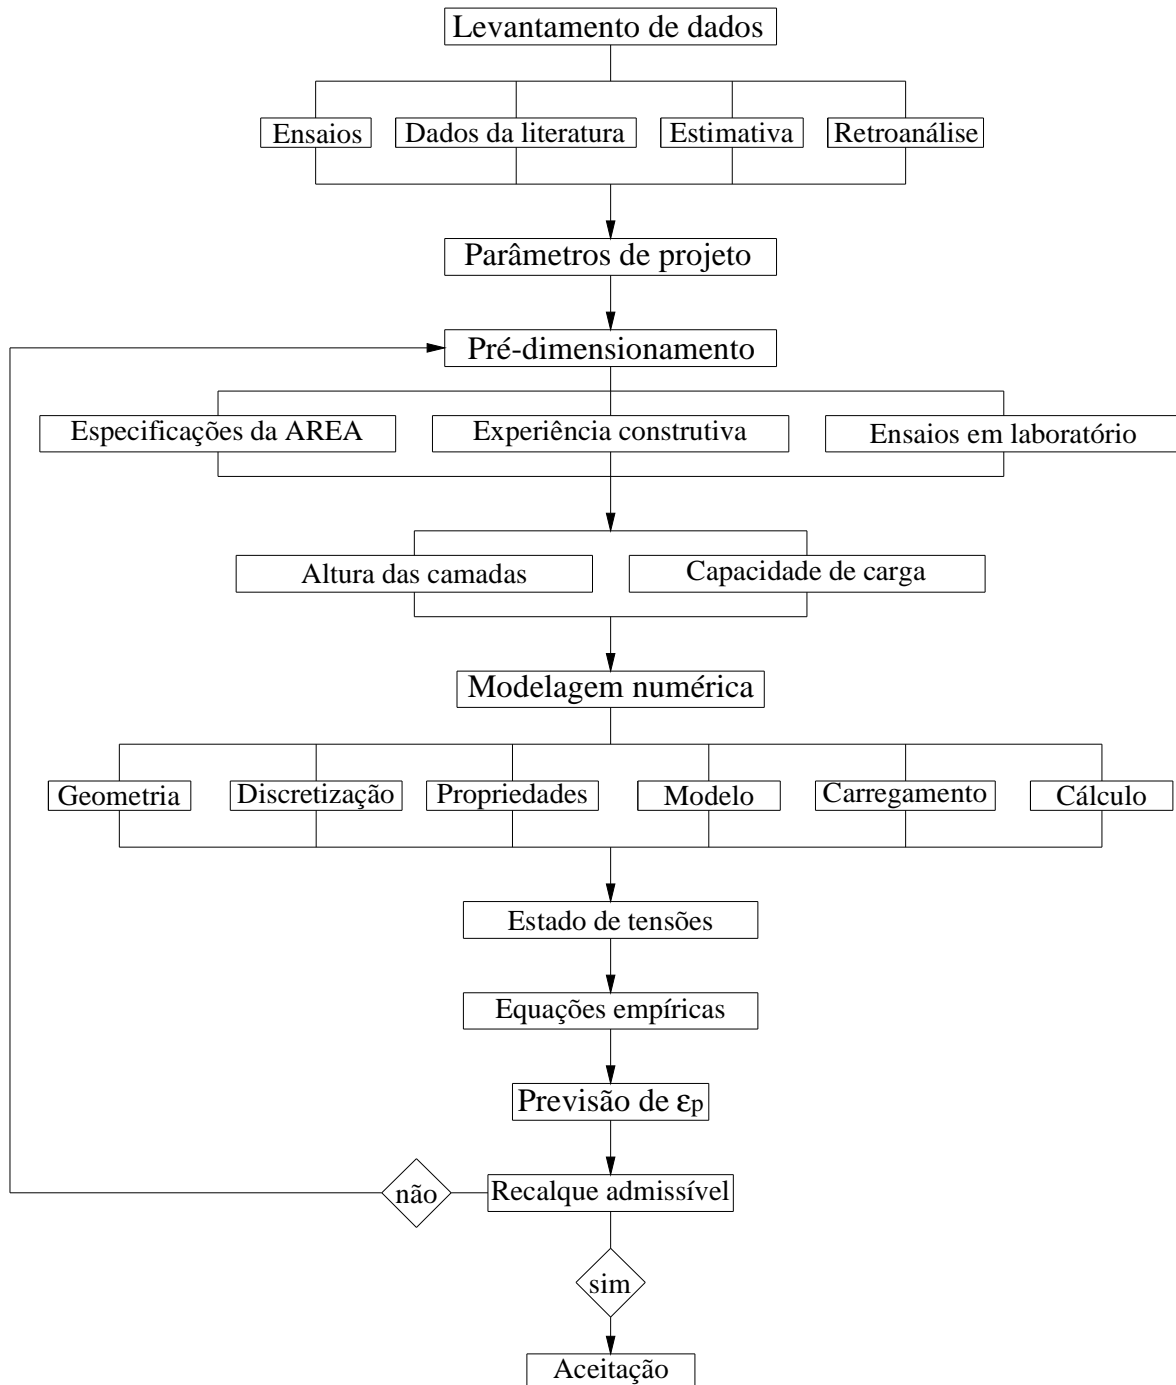 Levantamento de dados
Ensaios
Dados da literatura
Estimativa
Retroanálise
Parâmetros de projeto
Pré-dimensionamento
Especificações da AREA
Experiência construtiva
Ensaios em laboratório
Altura das camadas
Capacidade de carga
Modelagem numérica
Geometria
Discretização
Propriedades
Modelo
Carregamento
Cálculo
Estado de tensões
Equações empíricas
Previsão de εp
não
Recalque admissível
sim
Aceitação